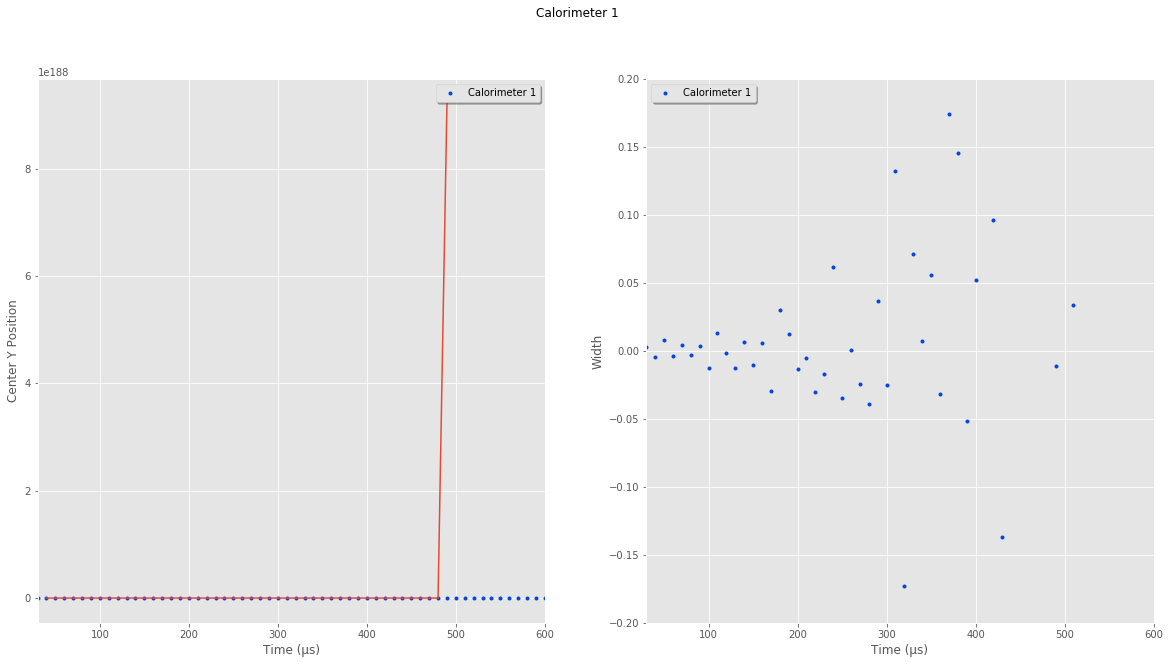 Calorimeter 1
1e188
Calorimeter 1
8
6
4
2
0
Center Y Position
100 200 300 400 500 600
Time (μs)
Calorimeter 1
0.20
0.15
0.10
0.05
0.00
−0.05
−0.10
−0.15
−0.20
Width
100 200 300 400 500 600
Time (μs)